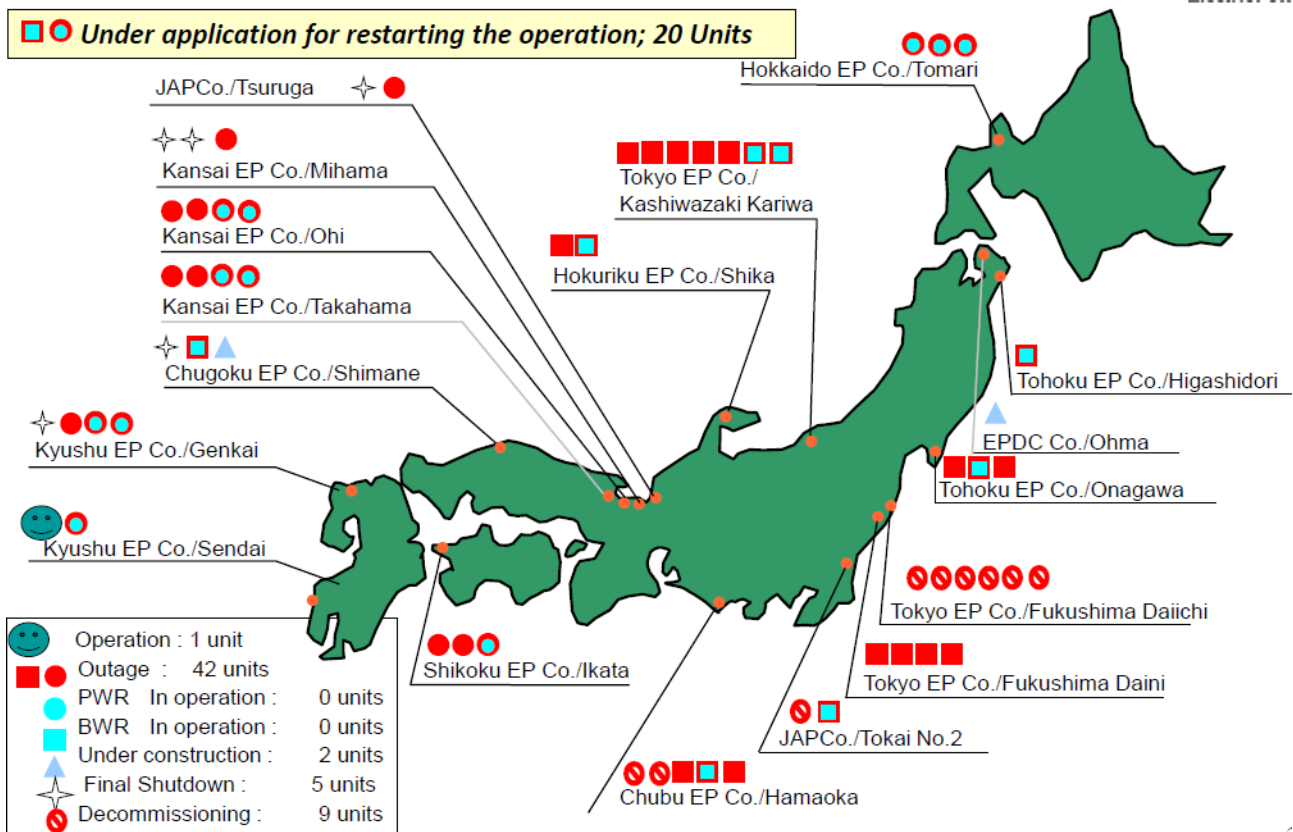 Under application for restarting the operation; 20 Units
JAPCo./Tsuruga
Kansai EP Co./Mihama
Kansai EP Co./Ohi
Kansai EP Co./Takahama
Chugoku EP Co./Shimane
Kyushu EP Co./Genkai
Kyushu EP Co./Sendai
Hokkaido EP Co./Tomari
Tokyo EP Co./
Kashiwazaki Kariwa
Hokuriku EP Co./Shika
Tohoku EP Co./Higashidori
EPDC Co./Ohma
Tohoku EP Co./Onagawa
Tokyo EP Co./Fukushima Daiichi
Tokyo EP Co./Fukushima Daini
JAPCo./Tokai No.2
Chubu EP Co./Hamaoka
Shikoku EP Co./Ikata
Operation : 1 unit
Outage : 42 units
PWR In operation : 0 units
BWR In operation : 0 units
Under construction : 2 units
Final Shutdown : 5 units
Decommissioning : 9 units